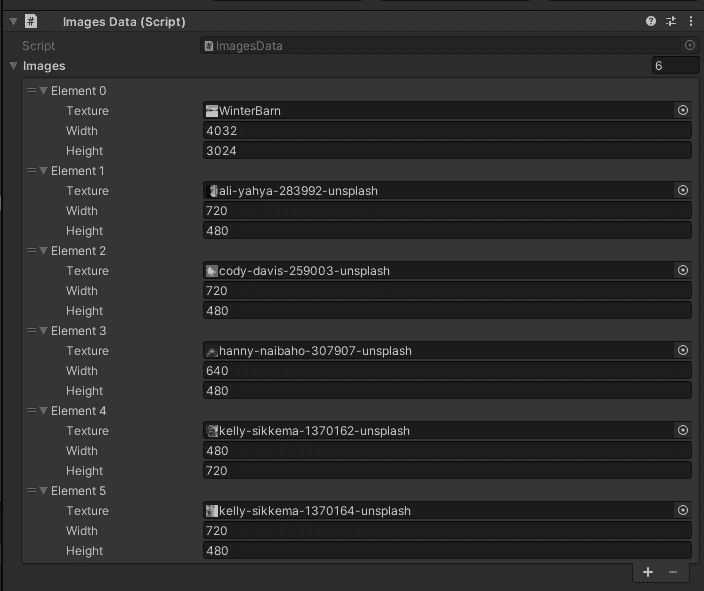 Images Data (Script)
Script ImagesData
Images 6
Element 0
Texture WinterBarn
Width 4032
Height 3024
Element 1
Texture ali-yahya-283992-unsplash
Width 720
Height 480
Element 2
Texture cody-davis-259003-unsplash
Width 720
Height 480
Element 3
Texture hanny-naibaho-307907-unsplash
Width 640
Height 480
Element 4
Texture kelly-sikkema-1370162-unsplash
Width 480
Height 720
Element 5
Texture kelly-sikkema-1370164-unsplash
Width 720
Height 480